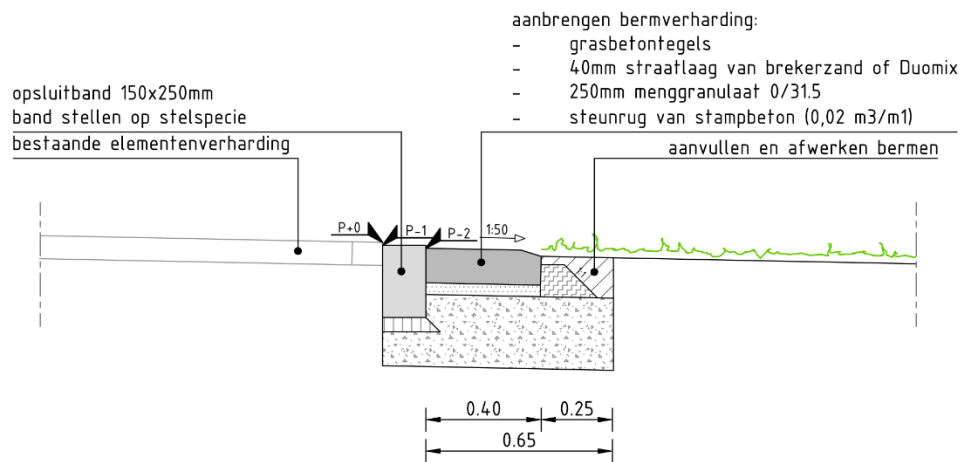 aanbrengen bermverharding:
- grasbetontegels
- 40mm straatlaag van brekerzand of Duomix
- 250mm menggranulaat 0/31.5
- steunrug van stampbeton (0,02 m3/m1)
aanvullen en afwerken bermen
opsluitband 150x250mm
band stellen op stelspecie
bestaande elementenverharding
P+0
P-1
P-2
1:50
0.40
0.25
0.65